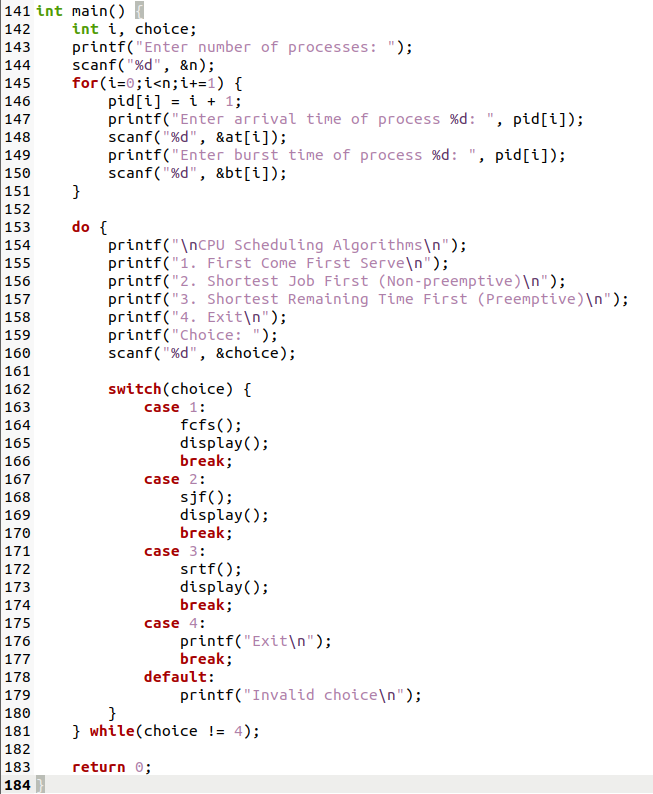 141 int main() {
142     int i, choice;
143     printf("Enter number of processes: ");
144     scanf("%d", &n);
145     for(i=0;i<n;i+=1) {
146         pid[i] = i + 1;
147         printf("Enter arrival time of process %d: ", pid[i]);
148         scanf("%d", &at[i]);
149         printf("Enter burst time of process %d: ", pid[i]);
150         scanf("%d", &bt[i]);
151     }
152
153     do {
154         printf("\nCPU Scheduling Algorithms\n");
155         printf("1. First Come First Serve\n");
156         printf("2. Shortest Job First (Non-preemptive)\n");
157         printf("3. Shortest Remaining Time First (Preemptive)\n");
158         printf("4. Exit\n");
159         printf("Choice: ");
160         scanf("%d", &choice);
161
162         switch(choice) {
163             case 1:
164                 fcfs();
165                 display();
166                 break;
167             case 2:
168                 sjf();
169                 display();
170                 break;
171             case 3:
172                 srtf();
173                 display();
174                 break;
175             case 4:
176                 printf("Exit\n");
177                 break;
178             default:
179                 printf("Invalid choice\n");
180         }
181     } while(choice != 4);
182
183     return 0;
184 }